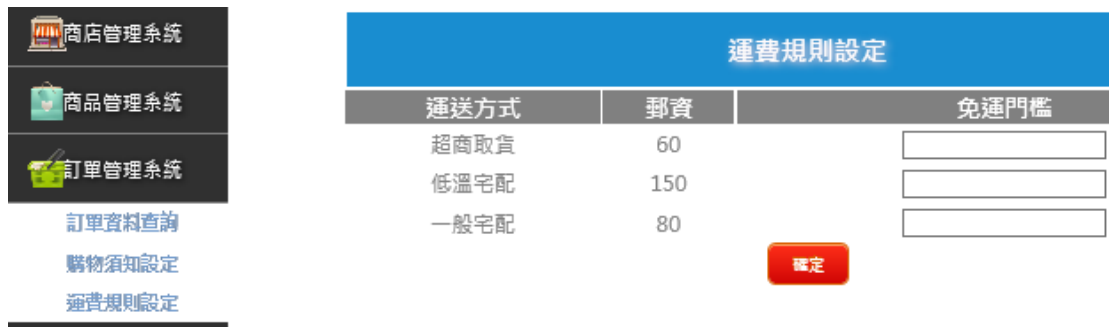 商店管理系統
商品管理系統
訂單管理系統
訂單資料查詢
購物須知設定
運費規則設定
運費規則設定
運送方式 郵資 免運門檻
超商取貨 60
低溫宅配 150
一般宅配 80
確定